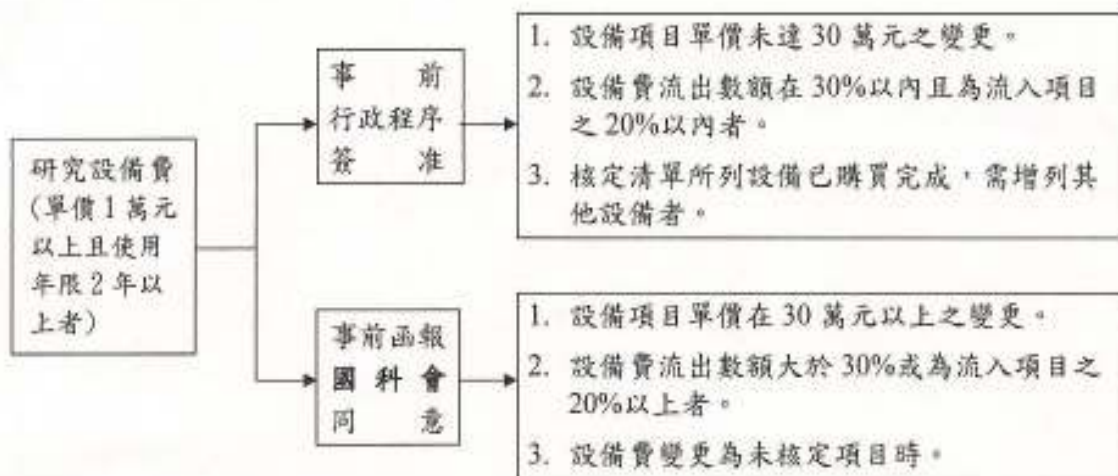 研究設備費
(單價1萬元
以上且使用
年限2年以
上者)
事前
行政程序
簽准
1. 設備項目單價未達30萬元之變更。
2. 設備費流出數額在30%以內且為流入項目
之20%以內者。
3. 核定清單所列設備已購買完成，需增列其
他設備者。
事前函報
國科會
同意
1. 設備項目單價在30萬元以上之變更。
2. 設備費流出數額大於30%或為流入項目之
20%以上者。
3. 設備費變更為未核定項目時。